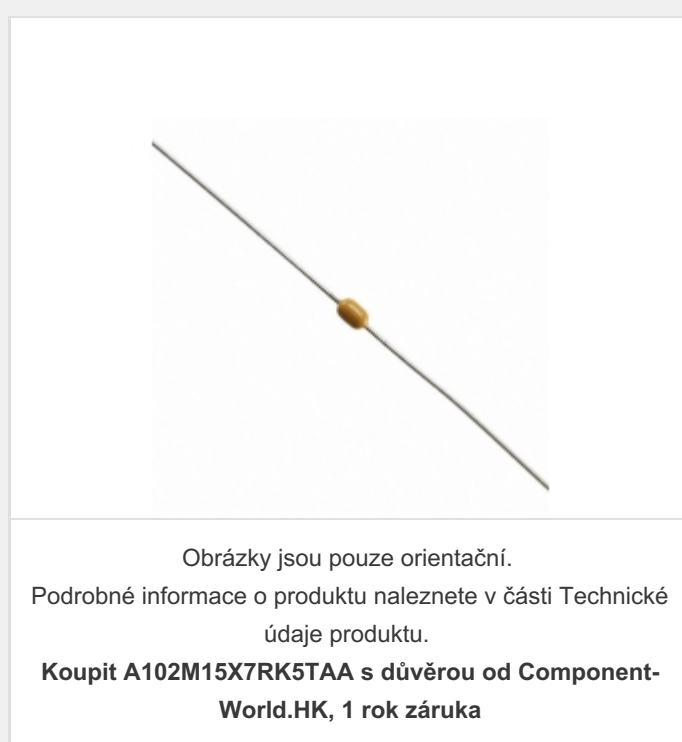 Obrázky jsou pouze orientační.
Podrobné informace o produktu naleznete v části Technické
údaje produktu.
Koupit A102M15X7RK5TAA s důvěrou od Component-
World.HK, 1 rok záruka